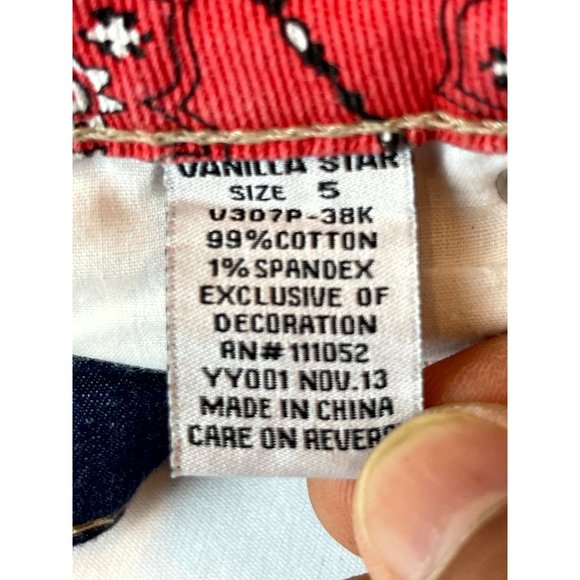 VANILLA STAR
SIZE 5
V307P-38K
99%COTTON
1%SPANDEX
EXCLUSIVE OF
DECORATION
RN#111052
YY001 NOV.13
MADE IN CHINA
CARE ON REVERS